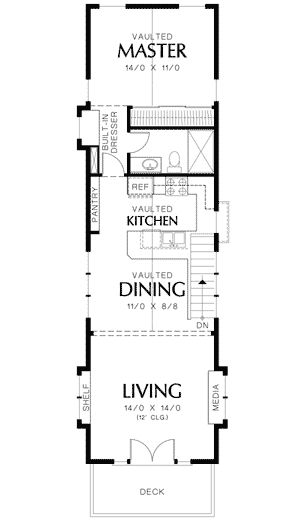 VAULTED
MASTER
14/0 X 11/0
BUILT-IN
DRESSER
REF
PANTRY
VAULTED
KITCHEN
VAULTED
DINING
11/0 X 8/8
DN
LIVING
14/0 X 14/0
(12' CLG.)
SHELF
MEDIA
DECK